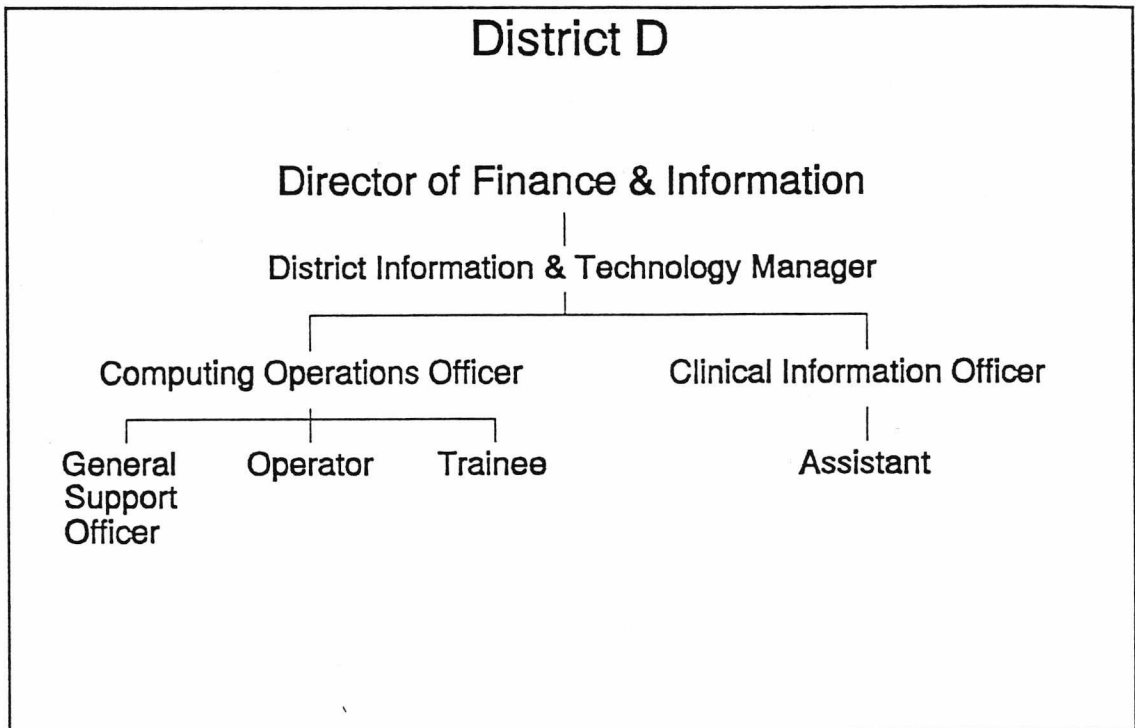 District D
Director of Finance & Information
District Information & Technology Manager
Computing Operations Officer
Clinical Information Officer
General
Support
Officer
Operator
Trainee
Assistant